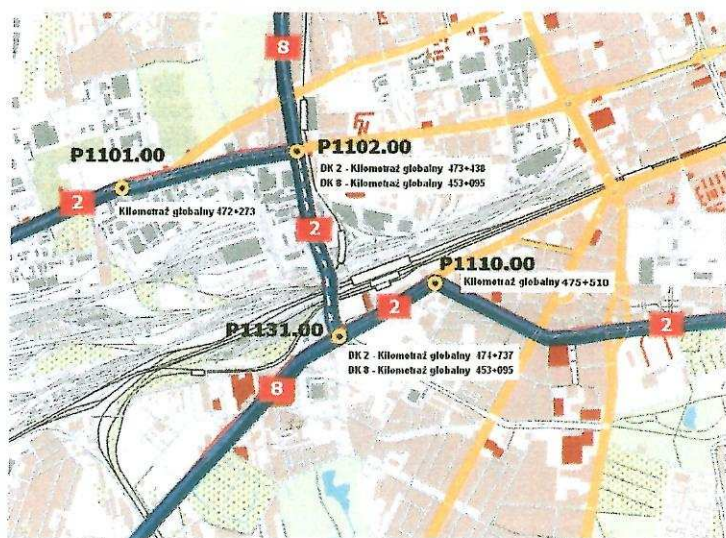 8
P1101.00
P1102.00
DK 2 - Kilometraż globalny 473+438
DK 8 - Kilometraż globalny 453+095
2
Kilometraż globalny 472+273
2
P1110.00
Kilometraż globalny 475+510
2
2
P1131.00
DK 2 - Kilometraż globalny 474+737
DK 8 - Kilometraż globalny 453+095
8